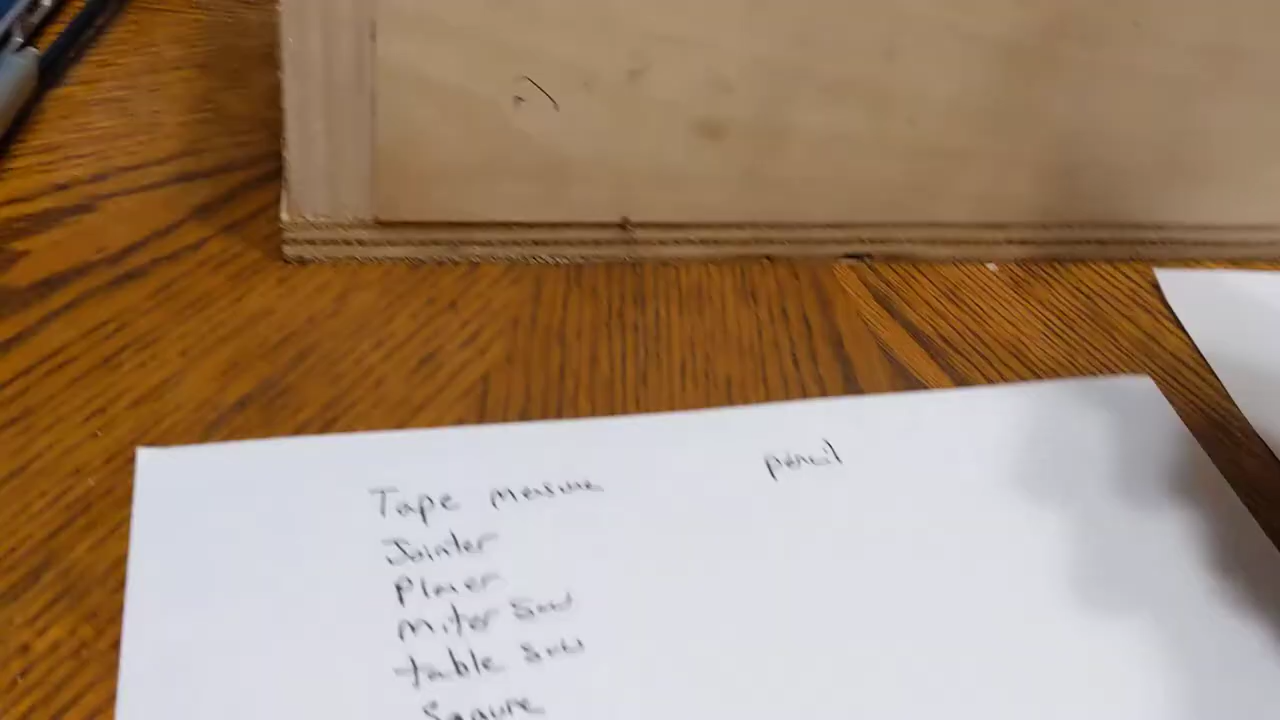 Tape measure
pencil
Jointer
Planer
Miter Saw
table saw
Square